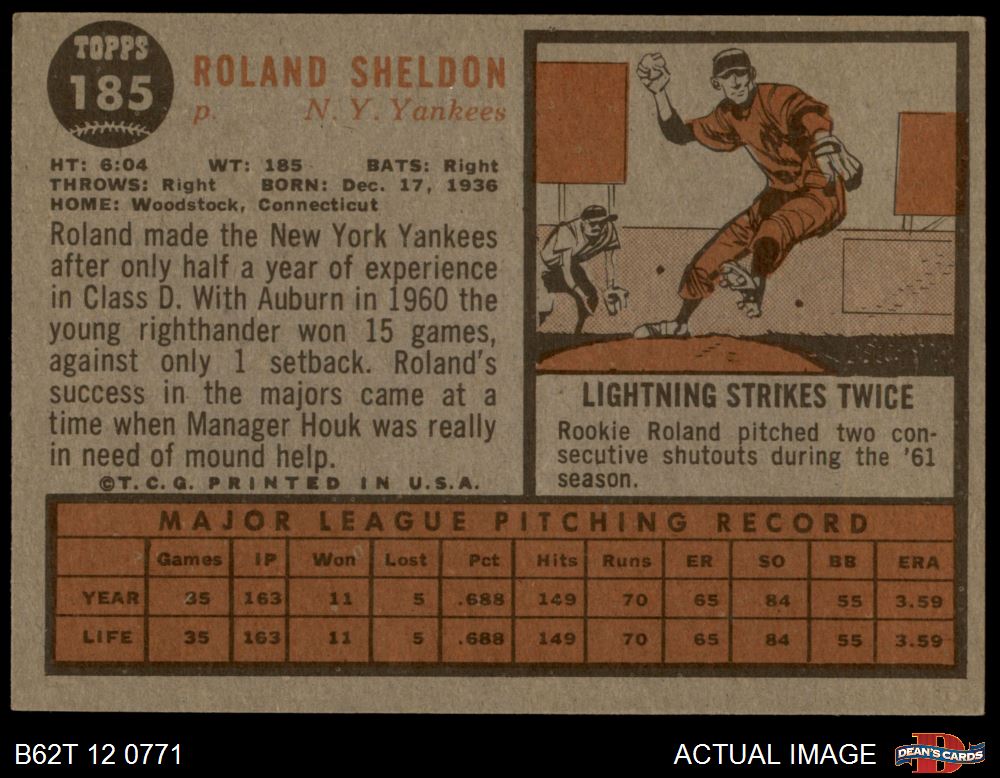 TOPPS
185
ROLAND SHELDON
p. N. Y. Yankees
HT: 6:04 WT: 185 BATS: Right
THROWS: Right BORN: Dec. 17, 1936
HOME: Woodstock, Connecticut
Roland made the New York Yankees
after only half a year of experience
in Class D. With Auburn in 1960 the
young righthander won 15 games,
against only 1 setback. Roland's
success in the majors came at a
time when Manager Houk was really
in need of mound help.
©T. C. G. PRINTED IN U.S.A.
LIGHTNING STRIKES TWICE
Rookie Roland pitched two con-
secutive shutouts during the '61
season.
MAJOR LEAGUE PITCHING RECORD
Games IP Won Lost Pct Hits Runs ER SO BB ERA
YEAR 35 163 11 5 .688 149 70 65 84 55 3.59
LIFE 35 163 11 5 .688 149 70 65 84 55 3.59
B62T 12 0771 ACTUAL IMAGE DEAN'S CARDS